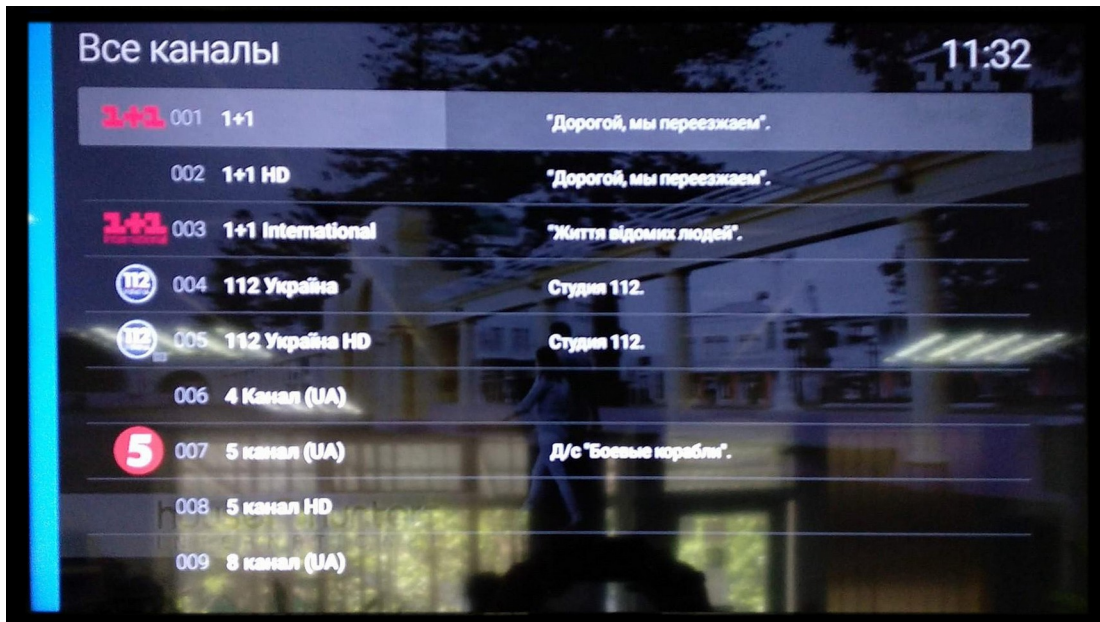 Все каналы 11:32
1+1 001 1+1 "Дорогой, мы переезжаем".
002 1+1 HD "Дорогой, мы переезжаем".
1+1 International 003 1+1 International "Життя відомих людей".
112 004 112 Україна Студия 112.
112 005 112 Україна HD Студия 112.
006 4 Канал (UA)
5 007 5 канал (UA) Д/с "Боевые корабли".
008 5 канал HD
009 8 канал (UA)
1+1